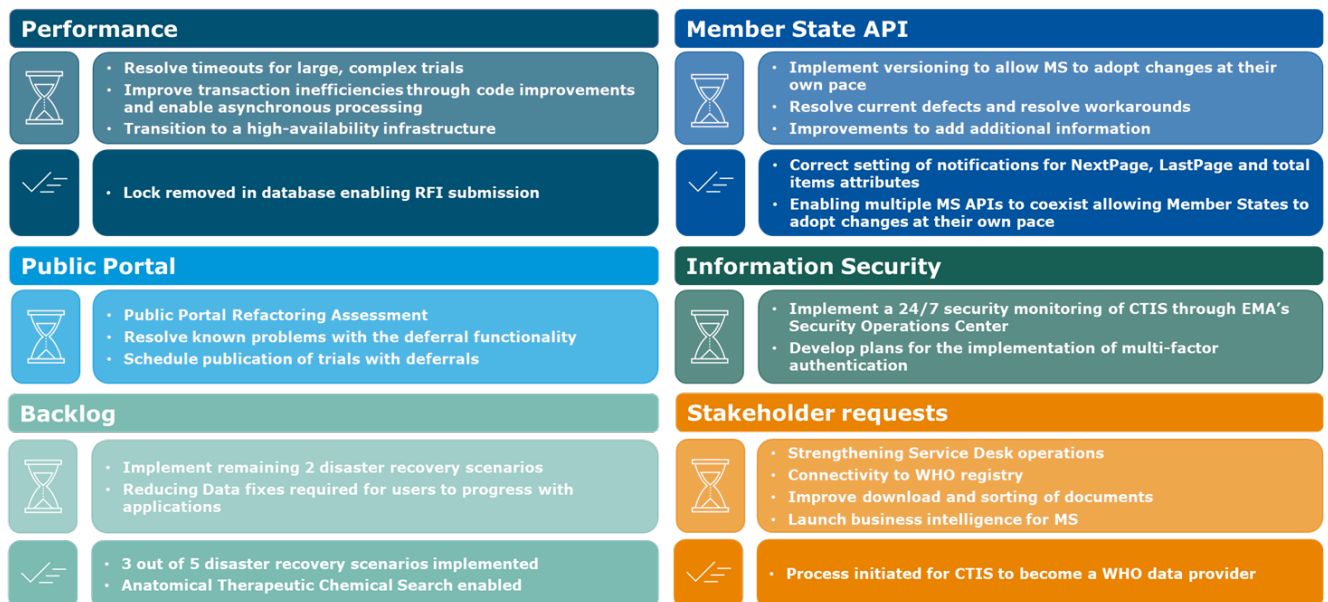 Performance
• Resolve timeouts for large, complex trials
• Improve transaction inefficiencies through code improvements
and enable asynchronous processing
• Transition to a high-availability infrastructure
• Lock removed in database enabling RFI submission
Member State API
• Implement versioning to allow MS to adopt changes at their
own pace
• Resolve current defects and resolve workarounds
• Improvements to add additional information
• Correct setting of notifications for NextPage, LastPage and total
items attributes
• Enabling multiple MS APIs to coexist allowing Member States to
adopt changes at their own pace
Public Portal
• Public Portal Refactoring Assessment
• Resolve known problems with the deferral functionality
• Schedule publication of trials with deferrals
Information Security
• Implement a 24/7 security monitoring of CTIS through EMA’s
Security Operations Center
• Develop plans for the implementation of multi-factor
authentication
Backlog
• Implement remaining 2 disaster recovery scenarios
• Reducing Data fixes required for users to progress with
applications
• 3 out of 5 disaster recovery scenarios implemented
• Anatomical Therapeutic Chemical Search enabled
Stakeholder requests
• Strengthening Service Desk operations
• Connectivity to WHO registry
• Improve download and sorting of documents
• Launch business intelligence for MS
• Process initiated for CTIS to become a WHO data provider